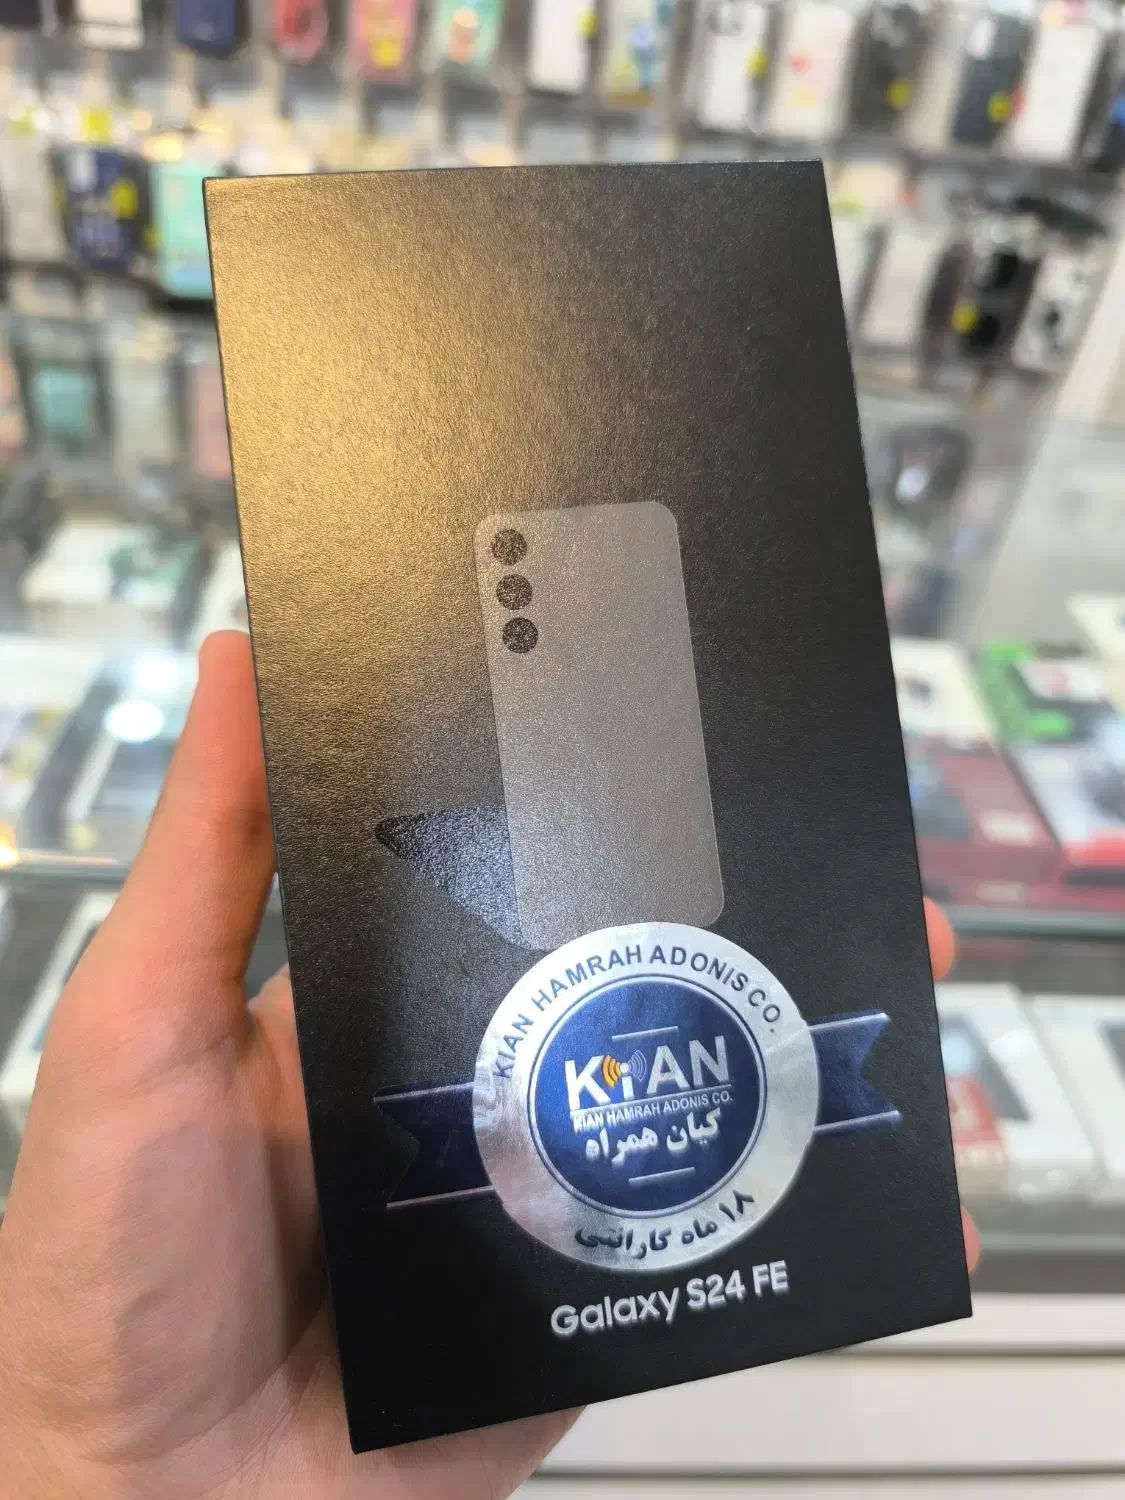 KIAN HAMRAH ADONIS CO.
KiAN
KIAN HAMRAH ADONIS CO.
کیان همراه
۱۸ ماه گارانتی
Galaxy S24 FE